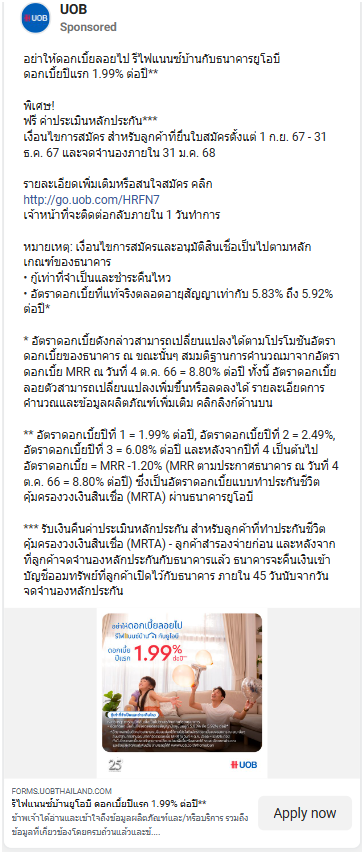 UOB
Sponsored
อย่าให้ดอกเบี้ยลอยไป รีไฟแนนซ์บ้านกับธนาคารยูโอบี
ดอกเบี้ยปีแรก 1.99% ต่อปี**
พิเศษ!
ฟรี ค่าประเมินหลักประกัน***
เงื่อนไขการสมัคร สำหรับลูกค้าที่ยื่นใบสมัครตั้งแต่ 1 ก.ย. 67 - 31
ธ.ค. 67 และจดจำนองภายใน 31 ม.ค. 68
รายละเอียดเพิ่มเติมหรือสนใจสมัคร คลิก
http://go.uob.com/HRFN7
เจ้าหน้าที่จะติดต่อกลับภายใน 1 วันทำการ
หมายเหตุ: เงื่อนไขการสมัครและอนุมัติสินเชื่อเป็นไปตามหลัก
เกณฑ์ของธนาคาร
• กู้เท่าที่จำเป็นและชำระคืนไหว
• อัตราดอกเบี้ยที่แท้จริงตลอดอายุสัญญาเท่ากับ 5.83% ถึง 5.92%
ต่อปี*
* อัตราดอกเบี้ยดังกล่าวสามารถเปลี่ยนแปลงได้ตามโปรโมชันอัตรา
ดอกเบี้ยของธนาคาร ณ ขณะนั้นๆ สมมติฐานการคำนวณมาจากอัตรา
ดอกเบี้ย MRR ณ วันที่ 4 ต.ค. 66 = 8.80% ต่อปี ทั้งนี้ อัตราดอกเบี้ย
ลอยตัวสามารถเปลี่ยนแปลงเพิ่มขึ้นหรือลดลงได้ รายละเอียดการ
คำนวณและข้อมูลผลิตภัณฑ์เพิ่มเติม คลิกลิงก์ด้านบน
** อัตราดอกเบี้ยปีที่ 1 = 1.99% ต่อปี, อัตราดอกเบี้ยปีที่ 2 = 2.49%,
อัตราดอกเบี้ยปีที่ 3 = 6.08% ต่อปี และหลังจากปีที่ 4 เป็นต้นไป
อัตราดอกเบี้ย = MRR -1.20% (MRR ตามประกาศธนาคาร ณ วันที่ 4
ต.ค. 66 = 8.80% ต่อปี) ซึ่งเป็นอัตราดอกเบี้ยแบบทำประกันชีวิต
คุ้มครองวงเงินสินเชื่อ (MRTA) ผ่านธนาคารยูโอบี
*** รับเงินคืนค่าประเมินหลักประกัน สำหรับลูกค้าที่ทำประกันชีวิต
คุ้มครองวงเงินสินเชื่อ (MRTA) - ลูกค้าสำรองจ่ายก่อน และหลังจาก
ที่ลูกค้าจดจำนองหลักประกันกับธนาคารแล้ว ธนาคารจะคืนเงินเข้า
บัญชีออมทรัพย์ที่ลูกค้าเปิดไว้กับธนาคาร ภายใน 45 วันนับจากวัน
จดจำนองหลักประกัน
อย่าให้ดอกเบี้ยลอยไป
รีไฟแนนซ์บ้าน กับยูโอบี
ดอกเบี้ย
ปีแรก 1.99% ต่อปี**
25
UOB
FORMS.UOBTHAILAND.COM
รีไฟแนนซ์บ้านยูโอบี ดอกเบี้ยปีแรก 1.99% ต่อปี**
ข้าพเจ้าได้อ่านและเข้าใจถึงข้อมูลผลิตภัณฑ์และ/หรือบริการ รวมถึง
ข้อมูลที่เกี่ยวข้องโดยครบถ้วนแล้วและข้...
Apply now